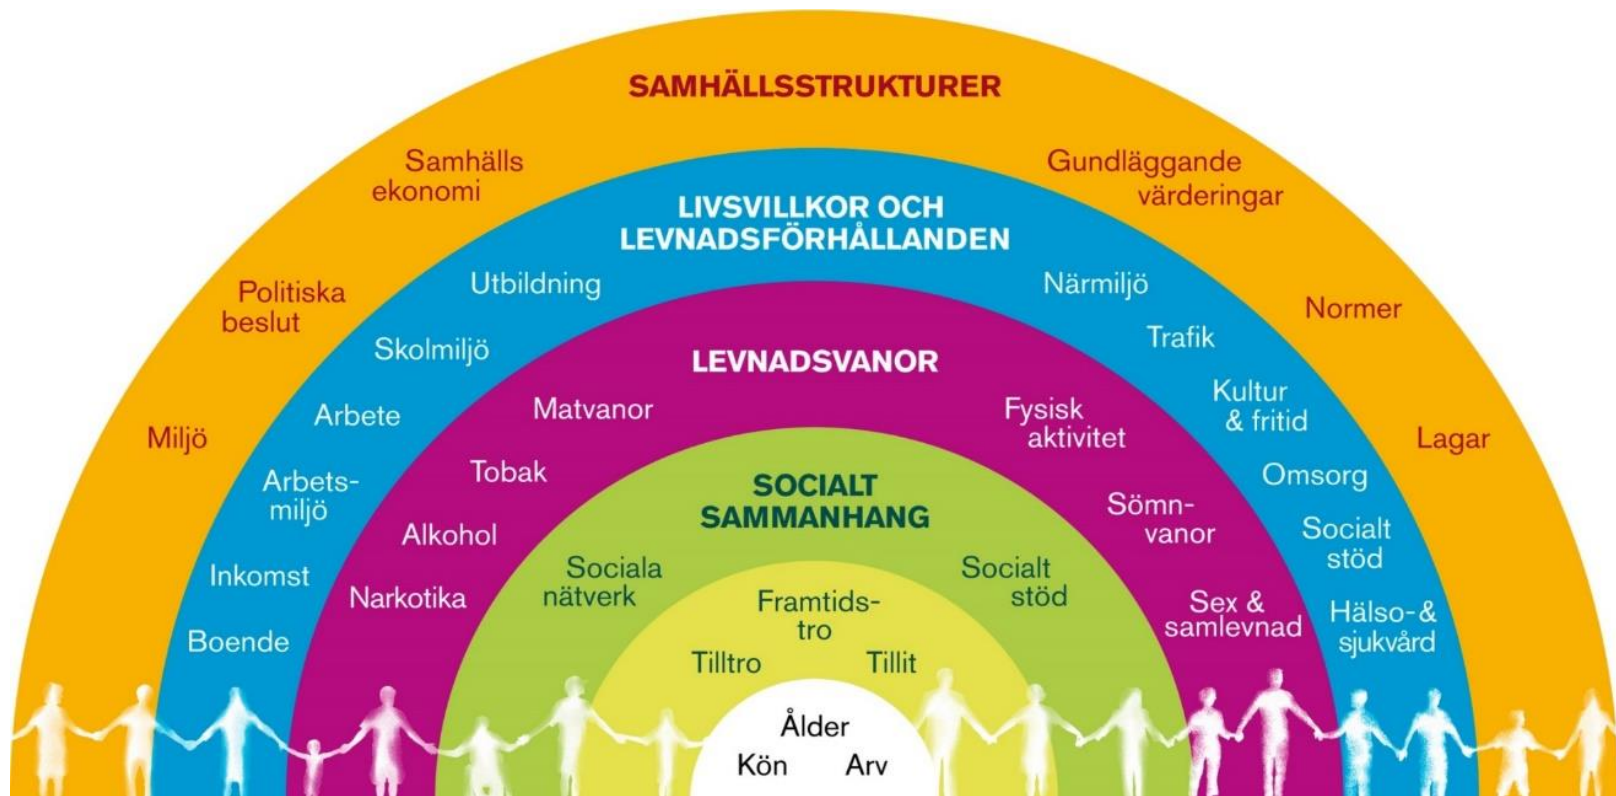 SAMHÄLLSSTRUKTURER
Samhälls
ekonomi
Gundläggande
värderingar
Politiska
beslut
Normer
Miljö
Lagar
LIVSVILLKOR OCH
LEVNADSFÖRHÅLLANDEN
Utbildning
Närmiljö
Skolmiljö
Trafik
Arbete
Kultur
& fritid
Arbets-
miljö
Omsorg
Inkomst
Socialt
stöd
Boende
Hälso-&
sjukvård
LEVNADSVANOR
Matvanor
Fysisk
aktivitet
Tobak
Sömn-
vanor
Alkohol
Narkotika
Sex &
samlevnad
SOCIALT
SAMMANHANG
Sociala
nätverk
Socialt
stöd
Framtids-
tro
Tilltro
Tillit
Ålder
Kön
Arv